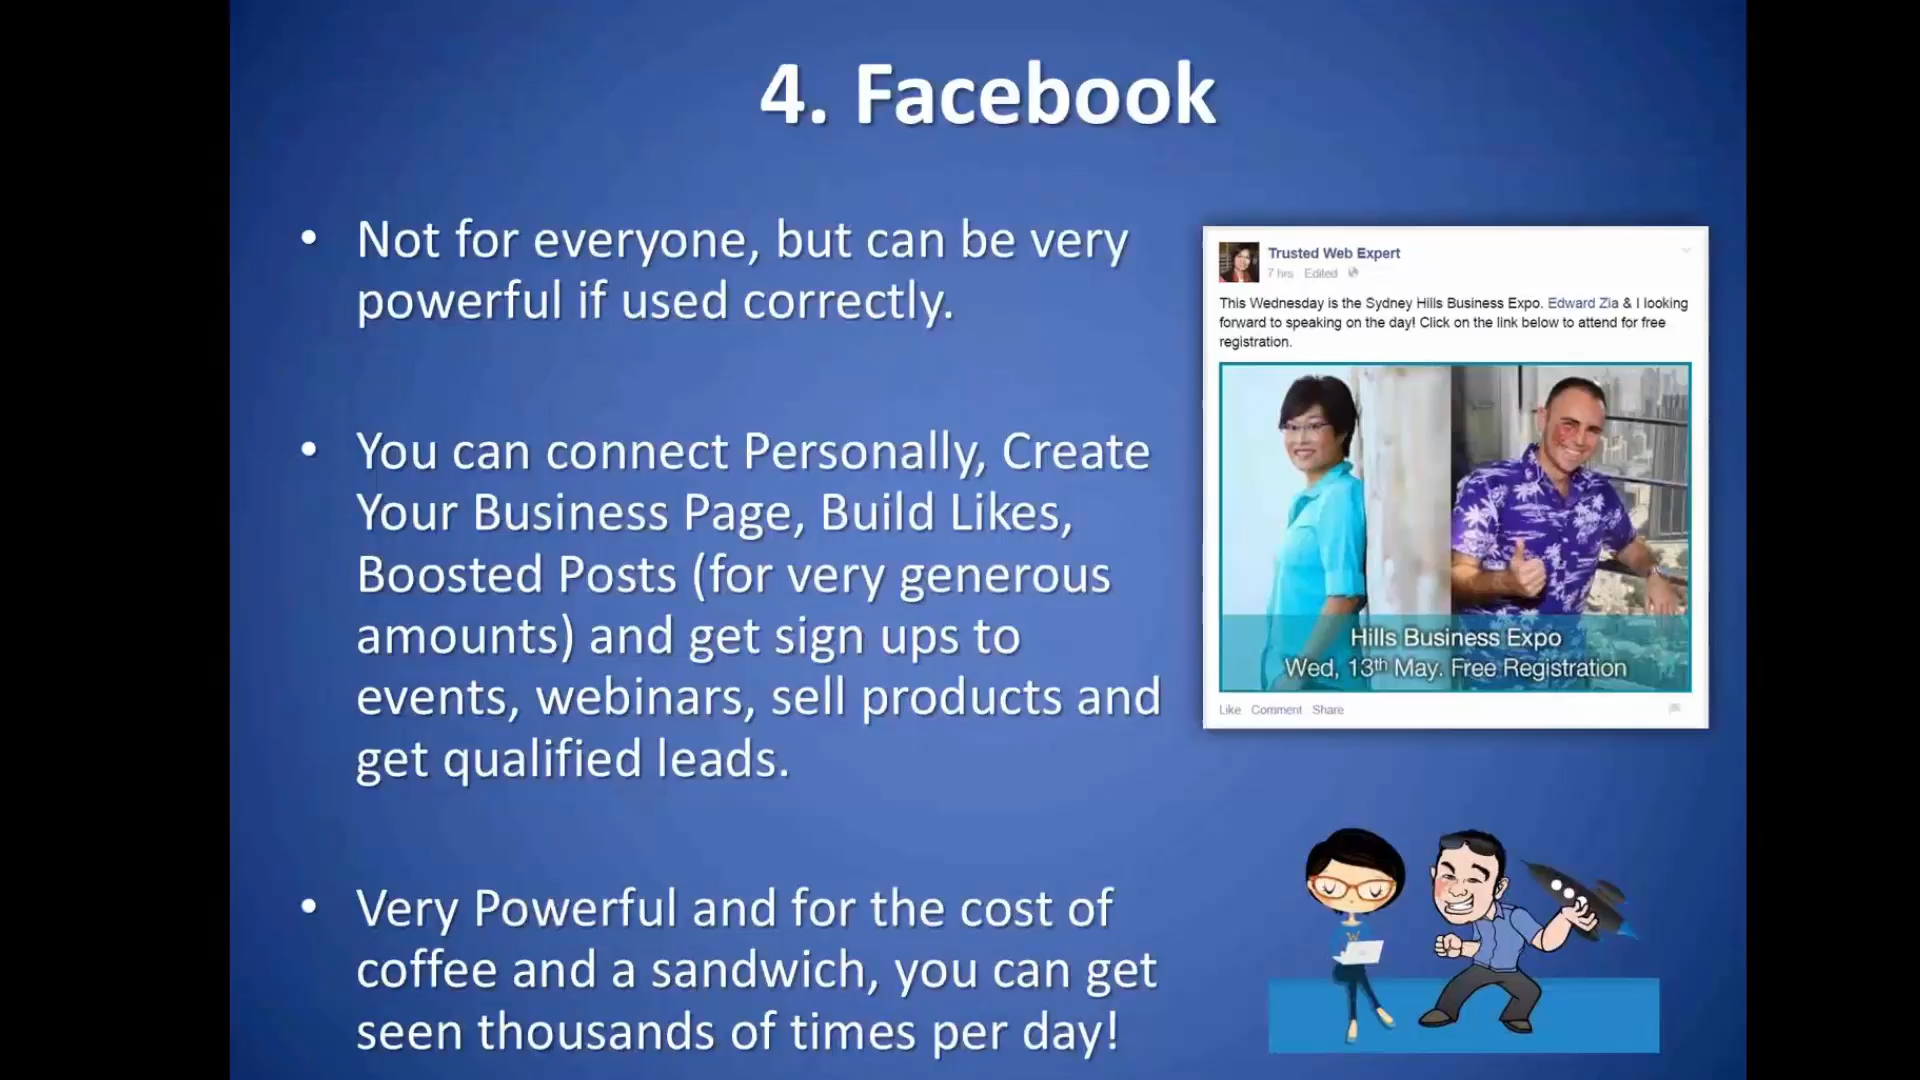 4. Facebook
• Not for everyone, but can be very
powerful if used correctly.
• You can connect Personally, Create
Your Business Page, Build Likes,
Boosted Posts (for very generous
amounts) and get sign ups to
events, webinars, sell products and
get qualified leads.
• Very Powerful and for the cost of
coffee and a sandwich, you can get
seen thousands of times per day!
Trusted Web Expert
7 hrs Edited
This Wednesday is the Sydney Hills Business Expo. Edward Zia & I looking
forward to speaking on the day! Click on the link below to attend for free
registration.
Hills Business Expo
Wed, 13th May. Free Registration
Like Comment Share
W